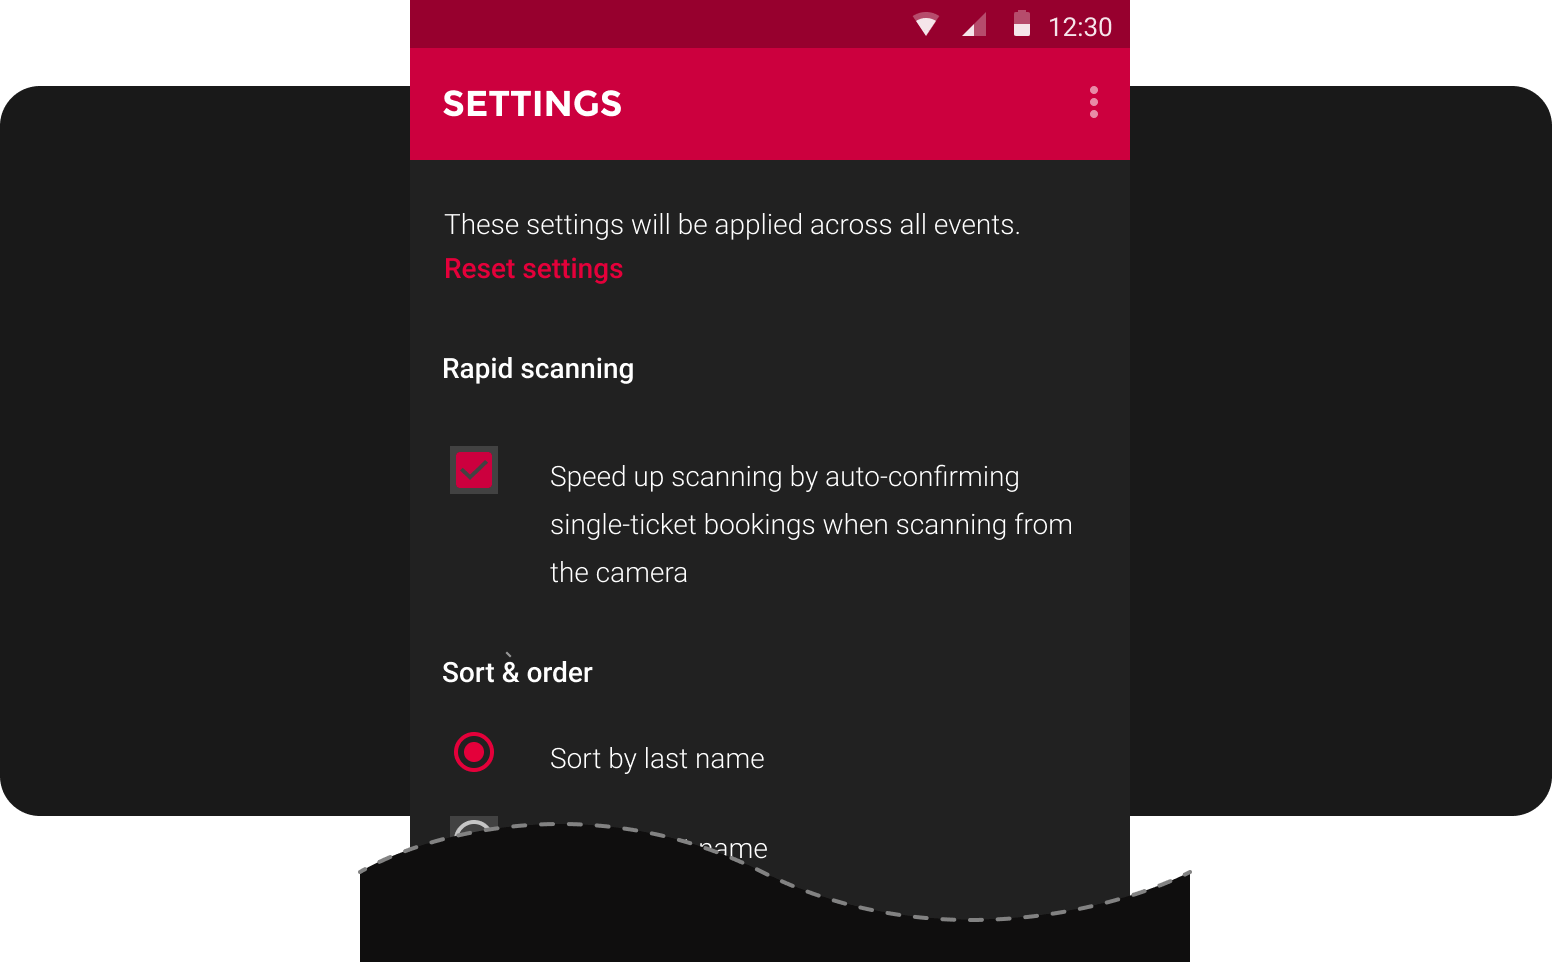 12:30
SETTINGS
These settings will be applied across all events.
Reset settings
Rapid scanning
Speed up scanning by auto-confirming
single-ticket bookings when scanning from
the camera
Sort & order
Sort by last name
name